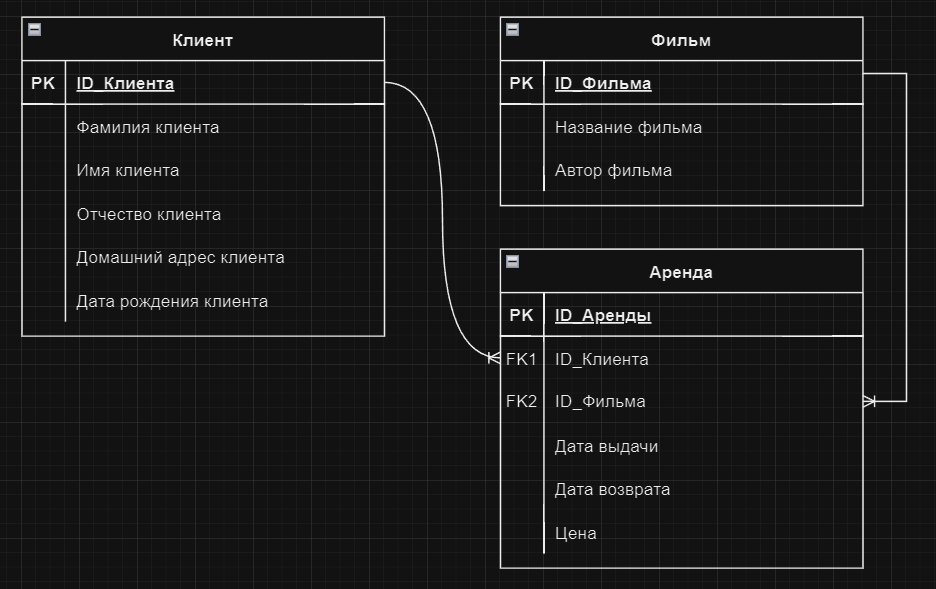 Клиент
PK ID_Клиента
Фамилия клиента
Имя клиента
Отчество клиента
Домашний адрес клиента
Дата рождения клиента
Фильм
PK ID_Фильма
Название фильма
Автор фильма
Аренда
PK ID_Аренды
FK1 ID_Клиента
FK2 ID_Фильма
Дата выдачи
Дата возврата
Цена